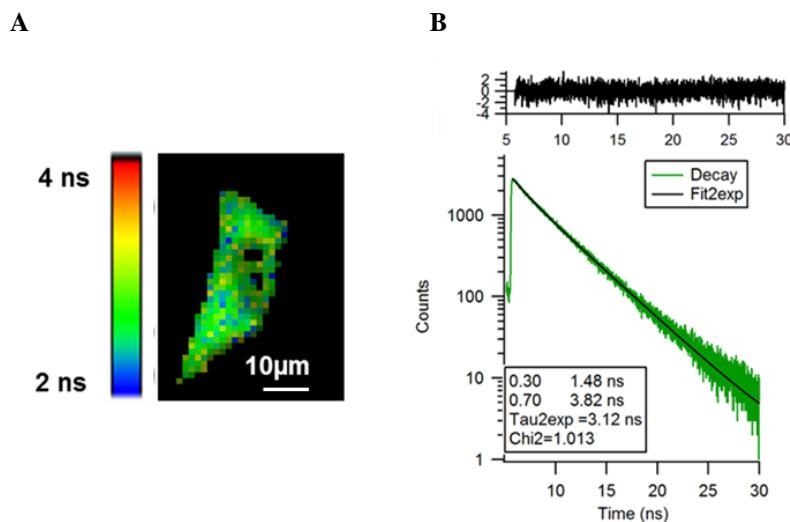 A
B
4 ns
2 ns
10µm
2
0
-2
-4
5 10 15 20 25 30
Decay
Fit2exp
1000
100
10
1
Counts
0.30 1.48 ns
0.70 3.82 ns
Tau2exp =3.12 ns
Chi2=1.013
10 15 20 25 30
Time (ns)